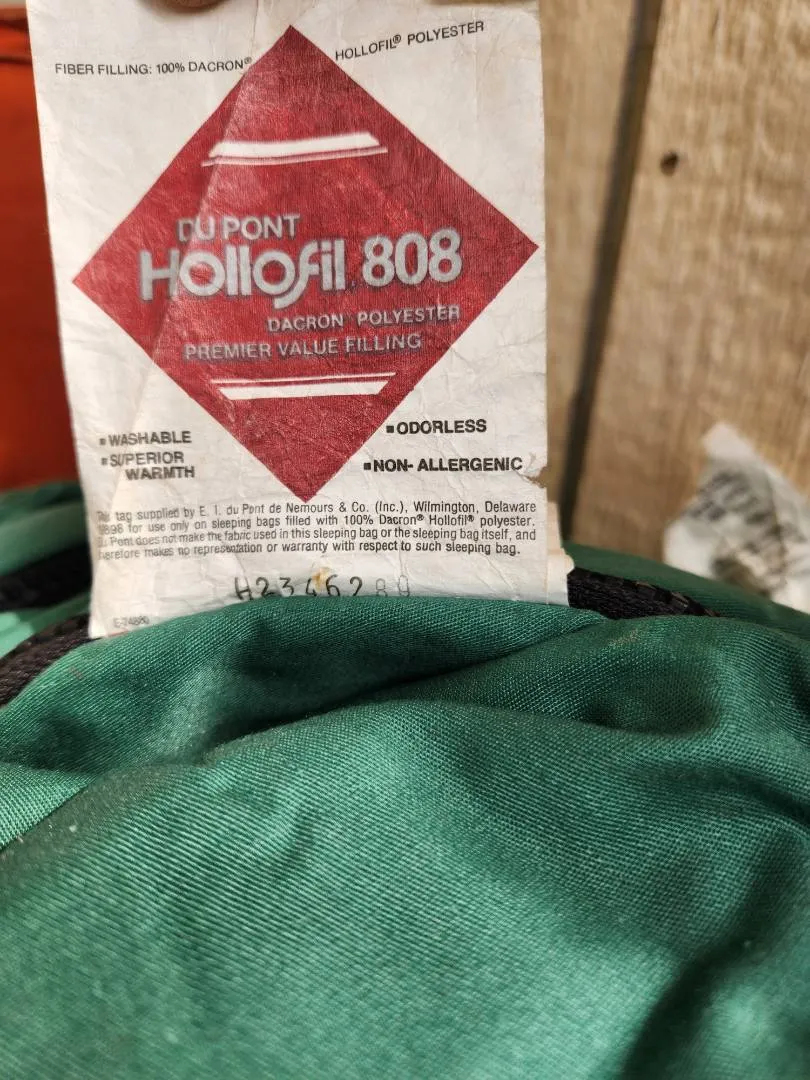 FIBER FILLING: 100% DACRON® HOLLOFIL® POLYESTER
DU PONT
Hollofil 808
DACRON POLYESTER
PREMIER VALUE FILLING
▪WASHABLE
▪SUPERIOR
WARMTH
▪ODORLESS
▪NON-ALLERGENIC
This tag supplied by E. I. du Pont de Nemours & Co. (Inc.), Wilmington, Delaware
19898 for use only on sleeping bags filled with 100% Dacron® Hollofil® polyester.
Du Pont does not make the fabric used in this sleeping bag or the sleeping bag itself, and
therefore makes no representation or warranty with respect to such sleeping bag.